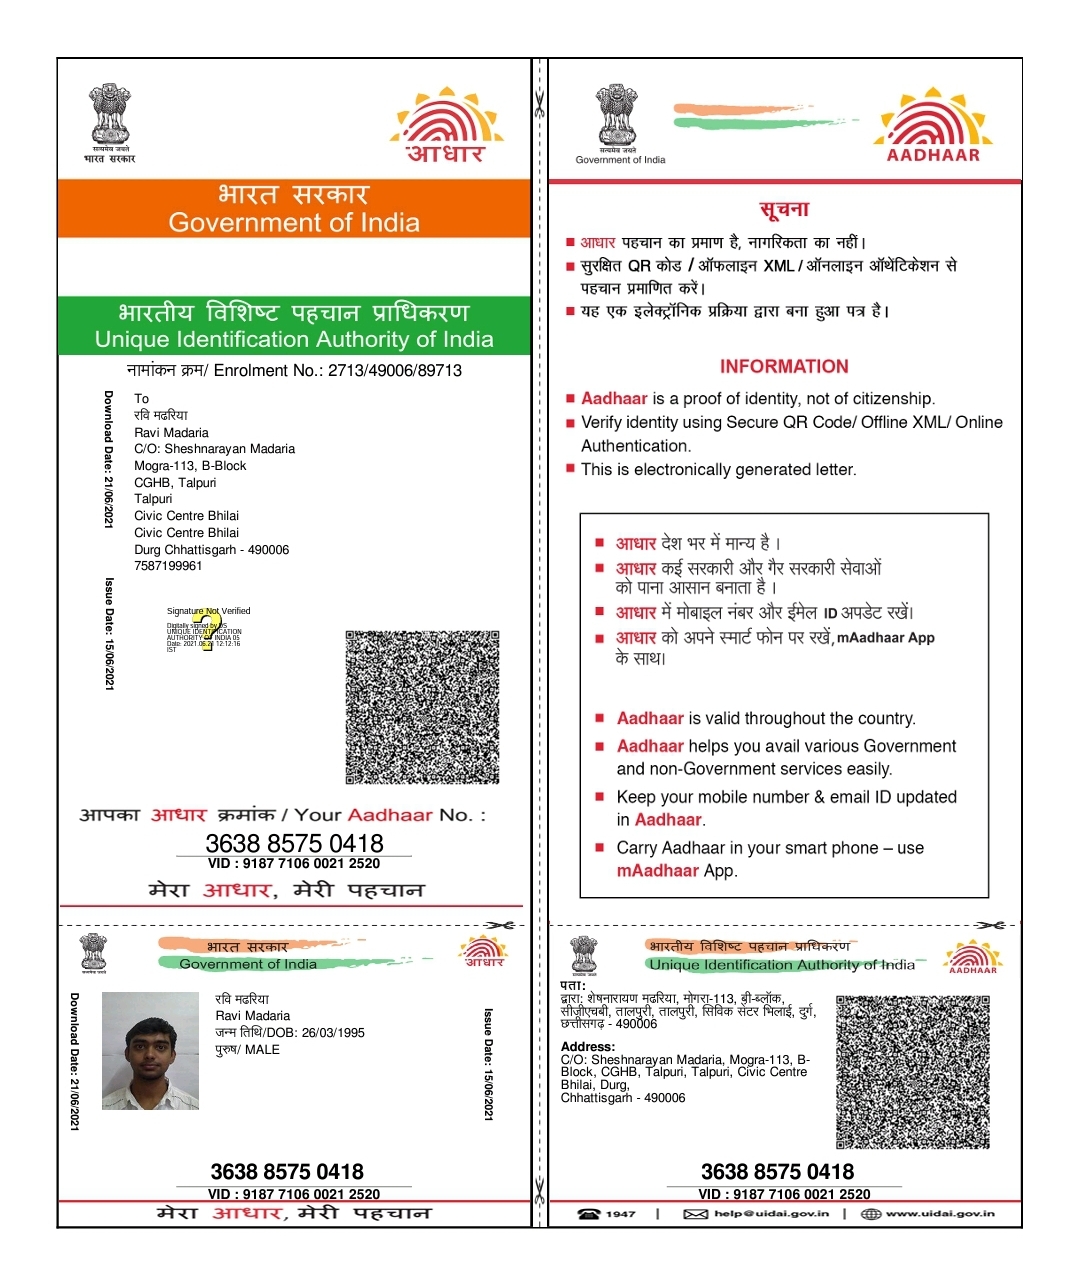 सत्यमेव जयते
भारत सरकार
आधार
भारत सरकार
Government of India
भारतीय विशिष्ट पहचान प्राधिकरण
Unique Identification Authority of India
नामांकन क्रम/ Enrolment No.: 2713/49006/89713
Download Date: 21/06/2021
Issue Date: 15/06/2021
To
रवि मढरिया
Ravi Madaria
C/O: Sheshnarayan Madaria
Mogra-113, B-Block
CGHB, Talpuri
Talpuri
Civic Centre Bhilai
Civic Centre Bhilai
Durg Chhattisgarh - 490006
7587199961
Signature Not Verified
Digitally signed by DS
UNIQUE IDENTIFICATION
AUTHORITY OF INDIA 05
Date: 2021.06.21 12:12:16
IST
आपका आधार क्रमांक / Your Aadhaar No. :
3638 8575 0418
VID : 9187 7106 0021 2520
मेरा आधार, मेरी पहचान
सत्यमेव जयते
Government of India
AADHAAR
सूचना
आधार पहचान का प्रमाण है, नागरिकता का नहीं।
सुरक्षित QR कोड / ऑफलाइन XML / ऑनलाइन ऑथेंटिकेशन से
पहचान प्रमाणित करें।
यह एक इलेक्ट्रॉनिक प्रक्रिया द्वारा बना हुआ पत्र है।
INFORMATION
Aadhaar is a proof of identity, not of citizenship.
Verify identity using Secure QR Code/ Offline XML/ Online
Authentication.
This is electronically generated letter.
आधार देश भर में मान्य है ।
आधार कई सरकारी और गैर सरकारी सेवाओं
को पाना आसान बनाता है ।
आधार में मोबाइल नंबर और ईमेल ID अपडेट रखें।
आधार को अपने स्मार्ट फोन पर रखें, mAadhaar App
के साथ।
Aadhaar is valid throughout the country.
Aadhaar helps you avail various Government
and non-Government services easily.
Keep your mobile number & email ID updated
in Aadhaar.
Carry Aadhaar in your smart phone – use
mAadhaar App.
भारत सरकार
Government of India
आधार
Download Date: 21/06/2021
रवि मढरिया
Ravi Madaria
जन्म तिथि/DOB: 26/03/1995
पुरुष/ MALE
Issue Date: 15/06/2021
3638 8575 0418
VID : 9187 7106 0021 2520
मेरा आधार, मेरी पहचान
भारतीय विशिष्ट पहचान प्राधिकरण
Unique Identification Authority of India
AADHAAR
पता:
द्वारा: शेषनारायण मढरिया, मोगरा-113, बी-ब्लॉक,
सीजीएचबी, तालपुरी, तालपुरी, सिविक सेंटर भिलाई, दुर्ग,
छत्तीसगढ़ - 490006
Address:
C/O: Sheshnarayan Madaria, Mogra-113, B-
Block, CGHB, Talpuri, Talpuri, Civic Centre
Bhilai, Durg,
Chhattisgarh - 490006
3638 8575 0418
VID : 9187 7106 0021 2520
1947 | help@uidai.gov.in | www.uidai.gov.in